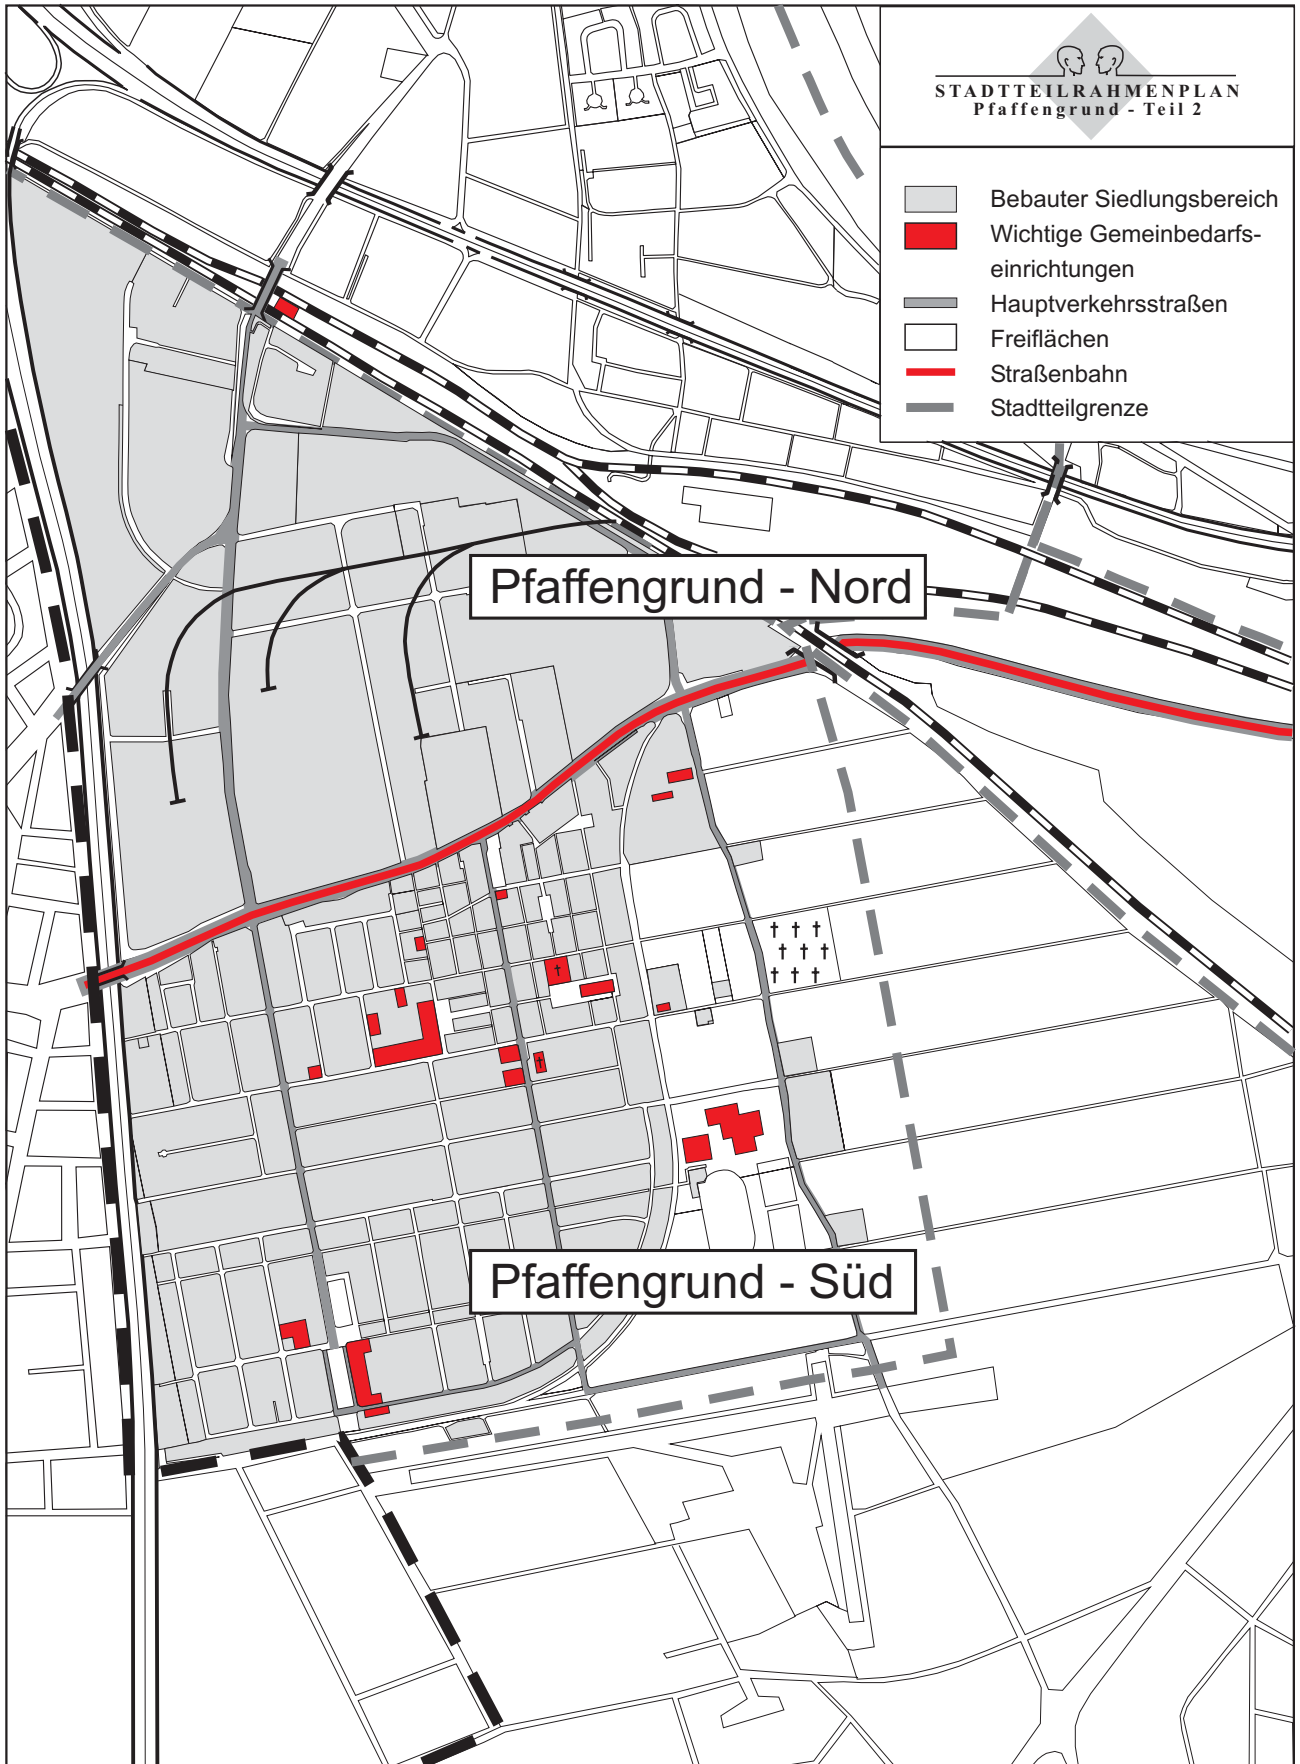 STADTTEILRAHMENPLAN
Pfaffengrund - Teil 2
Bebauter Siedlungsbereich
Wichtige Gemeinbedarfs-
einrichtungen
Hauptverkehrsstraßen
Freiflächen
Straßenbahn
Stadtteilgrenze
Pfaffengrund - Nord
Pfaffengrund - Süd